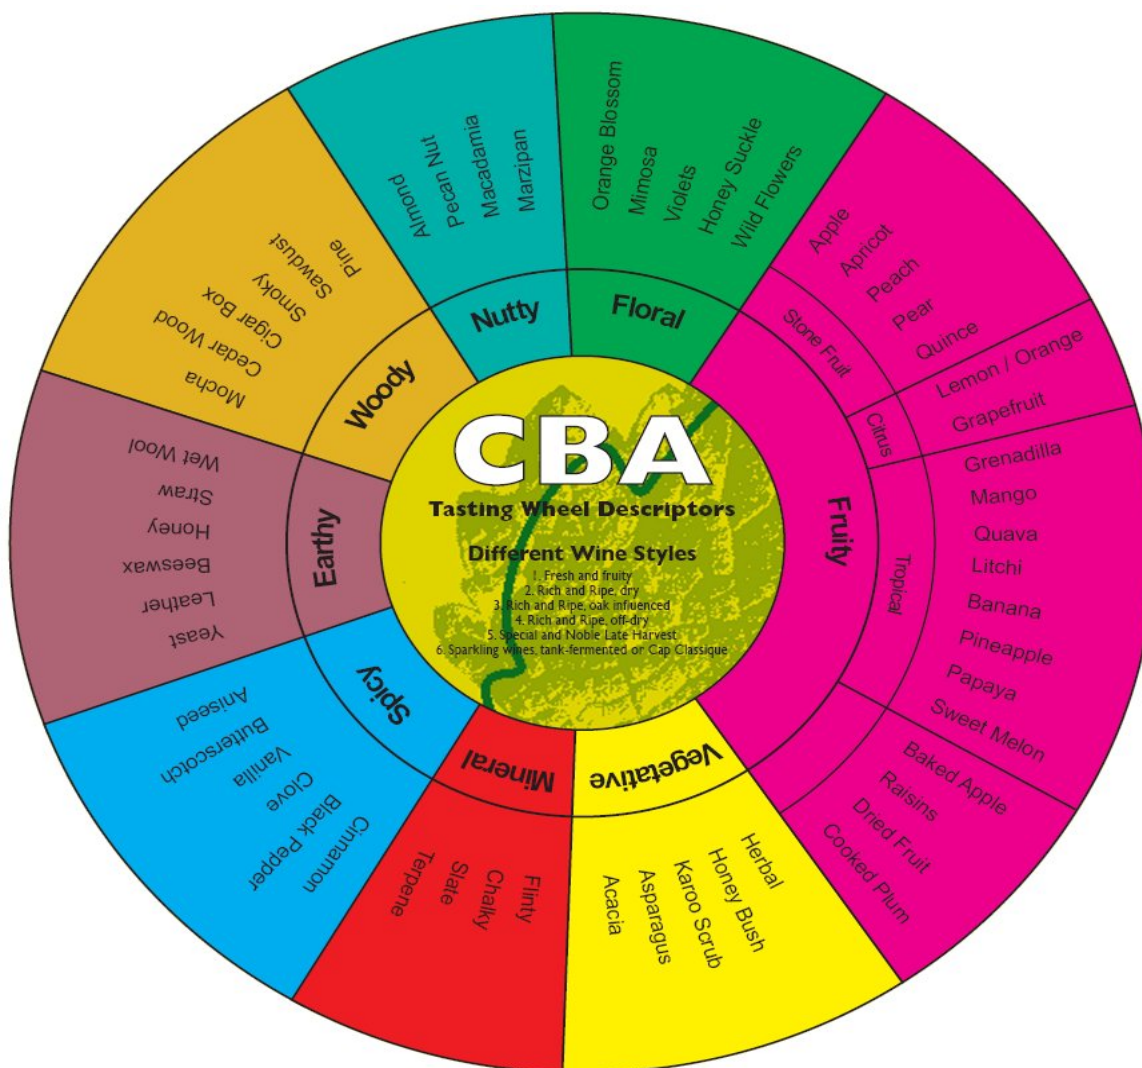 CBA
Tasting Wheel Descriptors
Different Wine Styles
1. Fresh and fruity
2. Rich and Ripe, dry
3. Rich and Ripe, oak influenced
4. Rich and Ripe, off-dry
5. Special and Noble Late Harvest
6. Sparkling wines, tank-fermented or Cap Classique
Floral
Orange Blossom
Mimosa
Violets
Honey Suckle
Wild Flowers
Fruity
Stone Fruit
Apple
Apricot
Peach
Pear
Quince
Citrus
Lemon / Orange
Grapefruit
Tropical
Grenadilla
Mango
Quava
Litchi
Banana
Pineapple
Papaya
Sweet Melon
Baked Apple
Raisins
Dried Fruit
Cooked Plum
Vegetative
Herbal
Honey Bush
Karoo Scrub
Asparagus
Acacia
Mineral
Flinty
Chalky
Slate
Terpene
Spicy
Cinnamon
Black Pepper
Clove
Vanilla
Butterscotch
Aniseed
Earthy
Yeast
Leather
Beeswax
Honey
Straw
Wet Wool
Woody
Mocha
Cedar Wood
Cigar Box
Smoky
Sawdust
Pine
Nutty
Almond
Pecan Nut
Macadamia
Marzipan